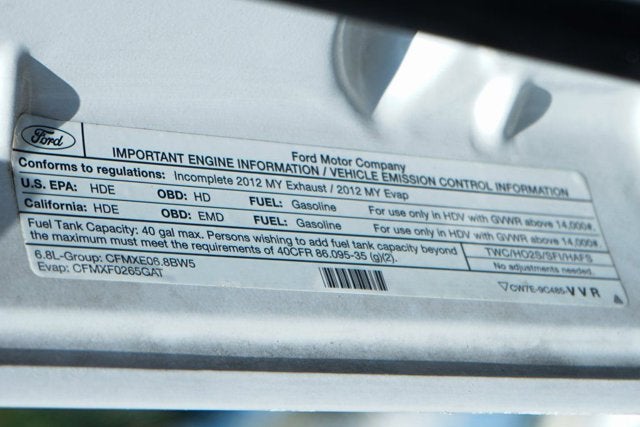 Ford
Ford Motor Company
IMPORTANT ENGINE INFORMATION / VEHICLE EMISSION CONTROL INFORMATION
Conforms to regulations: Incomplete 2012 MY Exhaust / 2012 MY Evap
U.S. EPA: HDE OBD: HD FUEL: Gasoline For use only in HDV with GVWR above 14,000#.
California: HDE OBD: EMD FUEL: Gasoline For use only in HDV with GVWR above 14,000#.
Fuel Tank Capacity: 40 gal max. Persons wishing to add fuel tank capacity beyond
the maximum must meet the requirements of 40CFR 86.095-35 (g)(2).
TWC/HO2S/SFI/HAFS
No adjustments needed.
6.8L-Group: CFMXE06.8BW5
Evap: CFMXF0265GAT
CW7E-9C485-VVR